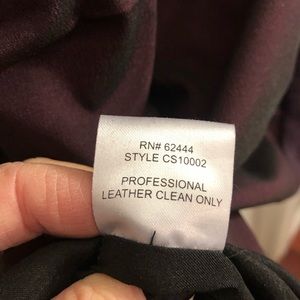 RN# 62444
STYLE CS10002
PROFESSIONAL
LEATHER CLEAN ONLY